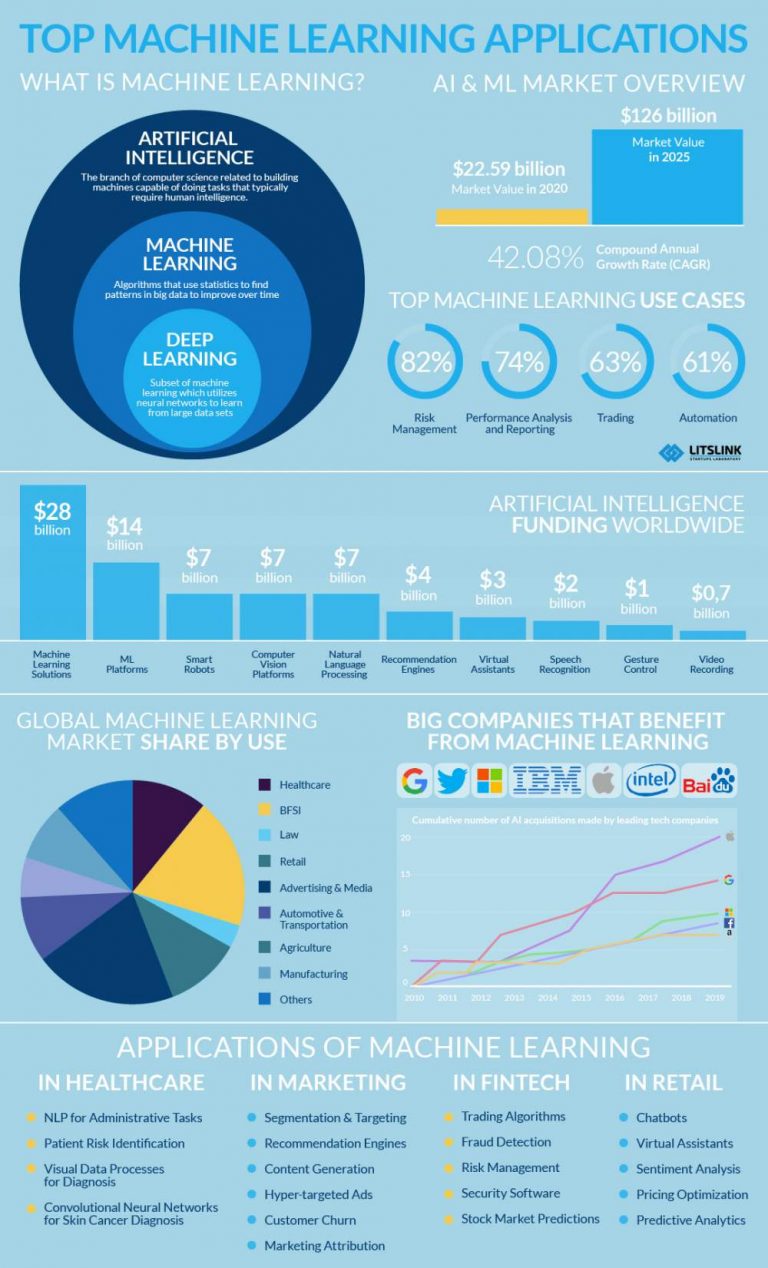 TOP MACHINE LEARNING APPLICATIONS
WHAT IS MACHINE LEARNING?
ARTIFICIAL
INTELLIGENCE
The branch of computer science related to building
machines capable of doing tasks that typically
require human intelligence.
MACHINE
LEARNING
Algorithms that use statistics to find
patterns in big data to improve over time
DEEP
LEARNING
Subset of machine
learning which utilizes
neural networks to learn
from large data sets
AI & ML MARKET OVERVIEW
$126 billion
Market Value
in 2025
$22.59 billion
Market Value in 2020
42.08%
Compound Annual
Growth Rate (CAGR)
TOP MACHINE LEARNING USE CASES
82%
74%
63%
61%
Risk
Management
Performance Analysis
and Reporting
Trading
Automation
LITSLINK
STARTUPS LABORATORY
ARTIFICIAL INTELLIGENCE
FUNDING WORLDWIDE
$28
billion
$14
billion
$7
billion
$7
billion
$7
billion
$4
billion
$3
billion
$2
billion
$1
billion
$0,7
billion
Machine
Learning
Solutions
ML
Platforms
Smart
Robots
Computer
Vision
Platforms
Natural
Language
Processing
Recommendation
Engines
Virtual
Assistants
Speech
Recognition
Gesture
Control
Video
Recording
GLOBAL MACHINE LEARNING
MARKET SHARE BY USE
Healthcare
BFSI
Law
Retail
Advertising & Media
Automotive &
Transportation
Agriculture
Manufacturing
Others
BIG COMPANIES THAT BENEFIT
FROM MACHINE LEARNING
G
IBM
intel
Bai du
Cumulative number of AI acquisitions made by leading tech companies
20
15
10
5
0
2010 2011 2012 2013 2014 2015 2016 2017 2018 2019
G
f
a
APPLICATIONS OF MACHINE LEARNING
IN HEALTHCARE
NLP for Administrative Tasks
Patient Risk Identification
Visual Data Processes
for Diagnosis
Convolutional Neural Networks
for Skin Cancer Diagnosis
IN MARKETING
Segmentation & Targeting
Recommendation Engines
Content Generation
Hyper-targeted Ads
Customer Churn
Marketing Attribution
IN FINTECH
Trading Algorithms
Fraud Detection
Risk Management
Security Software
Stock Market Predictions
IN RETAIL
Chatbots
Virtual Assistants
Sentiment Analysis
Pricing Optimization
Predictive Analytics